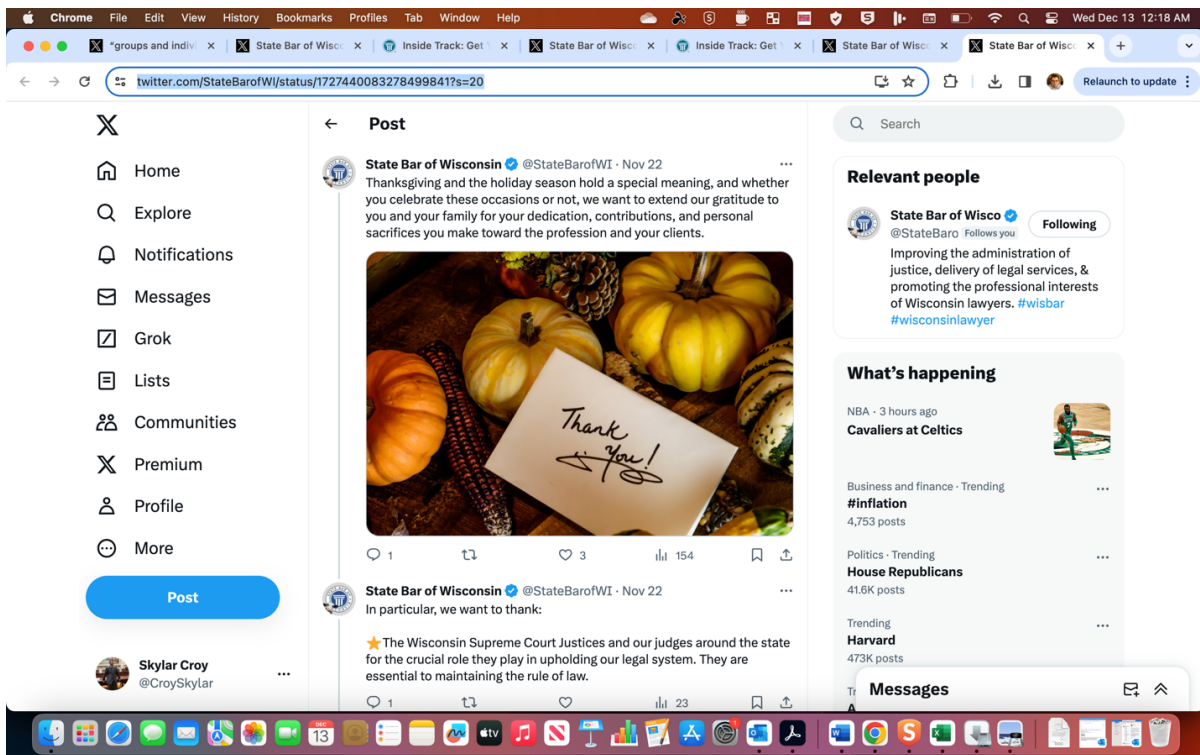 Chrome File Edit View History Bookmarks Profiles Tab Window Help Wed Dec 13 12:18 AM
"groups and indivi State Bar of Wisco Inside Track: Get State Bar of Wisco Inside Track: Get State Bar of Wisco State Bar of Wisco
twitter.com/StateBarofWI/status/1727440083278499841?s=20 Relaunch to update
Post
Search
Home
Explore
Notifications
Messages
Grok
Lists
Communities
Premium
Profile
More
Post
Skylar Croy
@CroySkylar
State Bar of Wisconsin @StateBarofWI · Nov 22
Thanksgiving and the holiday season hold a special meaning, and whether
you celebrate these occasions or not, we want to extend our gratitude to
you and your family for your dedication, contributions, and personal
sacrifices you make toward the profession and your clients.
Thank
You!
1 3 154
State Bar of Wisconsin @StateBarofWI · Nov 22
In particular, we want to thank:
⭐The Wisconsin Supreme Court Justices and our judges around the state
for the crucial role they play in upholding our legal system. They are
essential to maintaining the rule of law.
1 23
Relevant people
State Bar of Wisco
@StateBaro Follows you
Following
Improving the administration of
justice, delivery of legal services, &
promoting the professional interests
of Wisconsin lawyers. #wisbar
#wisconsinlawyer
What's happening
NBA · 3 hours ago
Cavaliers at Celtics
Business and finance · Trending
#inflation
4,753 posts
Politics · Trending
House Republicans
41.6K posts
Trending
Harvard
473K posts
Messages
DEC
13
tv